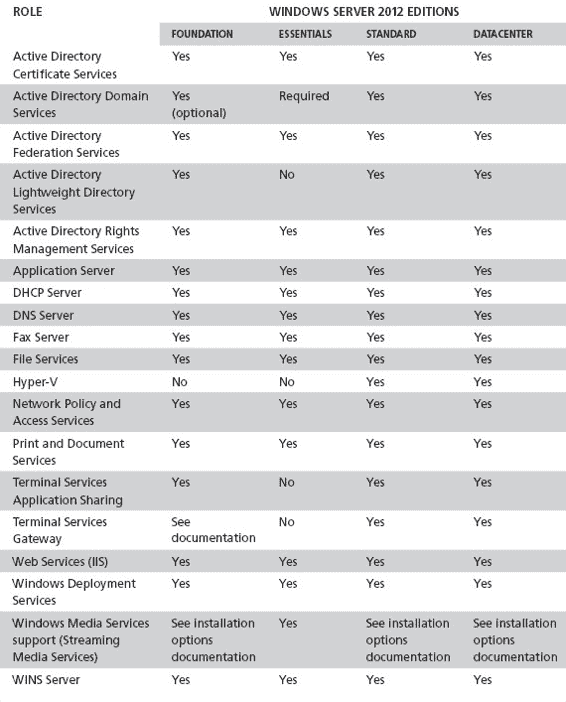 ROLE WINDOWS SERVER 2012 EDITIONS
FOUNDATION ESSENTIALS STANDARD DATACENTER
Active Directory Yes Yes Yes Yes
Certificate Services
Active Directory Domain Yes Required Yes Yes
Services (optional)
Active Directory Yes Yes Yes Yes
Federation Services
Active Directory Yes No Yes Yes
Lightweight Directory
Services
Active Directory Rights Yes Yes Yes Yes
Management Services
Application Server Yes Yes Yes Yes
DHCP Server Yes Yes Yes Yes
DNS Server Yes Yes Yes Yes
Fax Server Yes Yes Yes Yes
File Services Yes Yes Yes Yes
Hyper-V No No Yes Yes
Network Policy and Yes Yes Yes Yes
Access Services
Print and Document Yes Yes Yes Yes
Services
Terminal Services Yes No Yes Yes
Application Sharing
Terminal Services See No Yes Yes
Gateway documentation
Web Services (IIS) Yes Yes Yes Yes
Windows Deployment Yes Yes Yes Yes
Services
Windows Media Services See installation Yes See installation See installation
support (Streaming options options options
Media Services) documentation documentation documentation
WINS Server Yes Yes Yes Yes